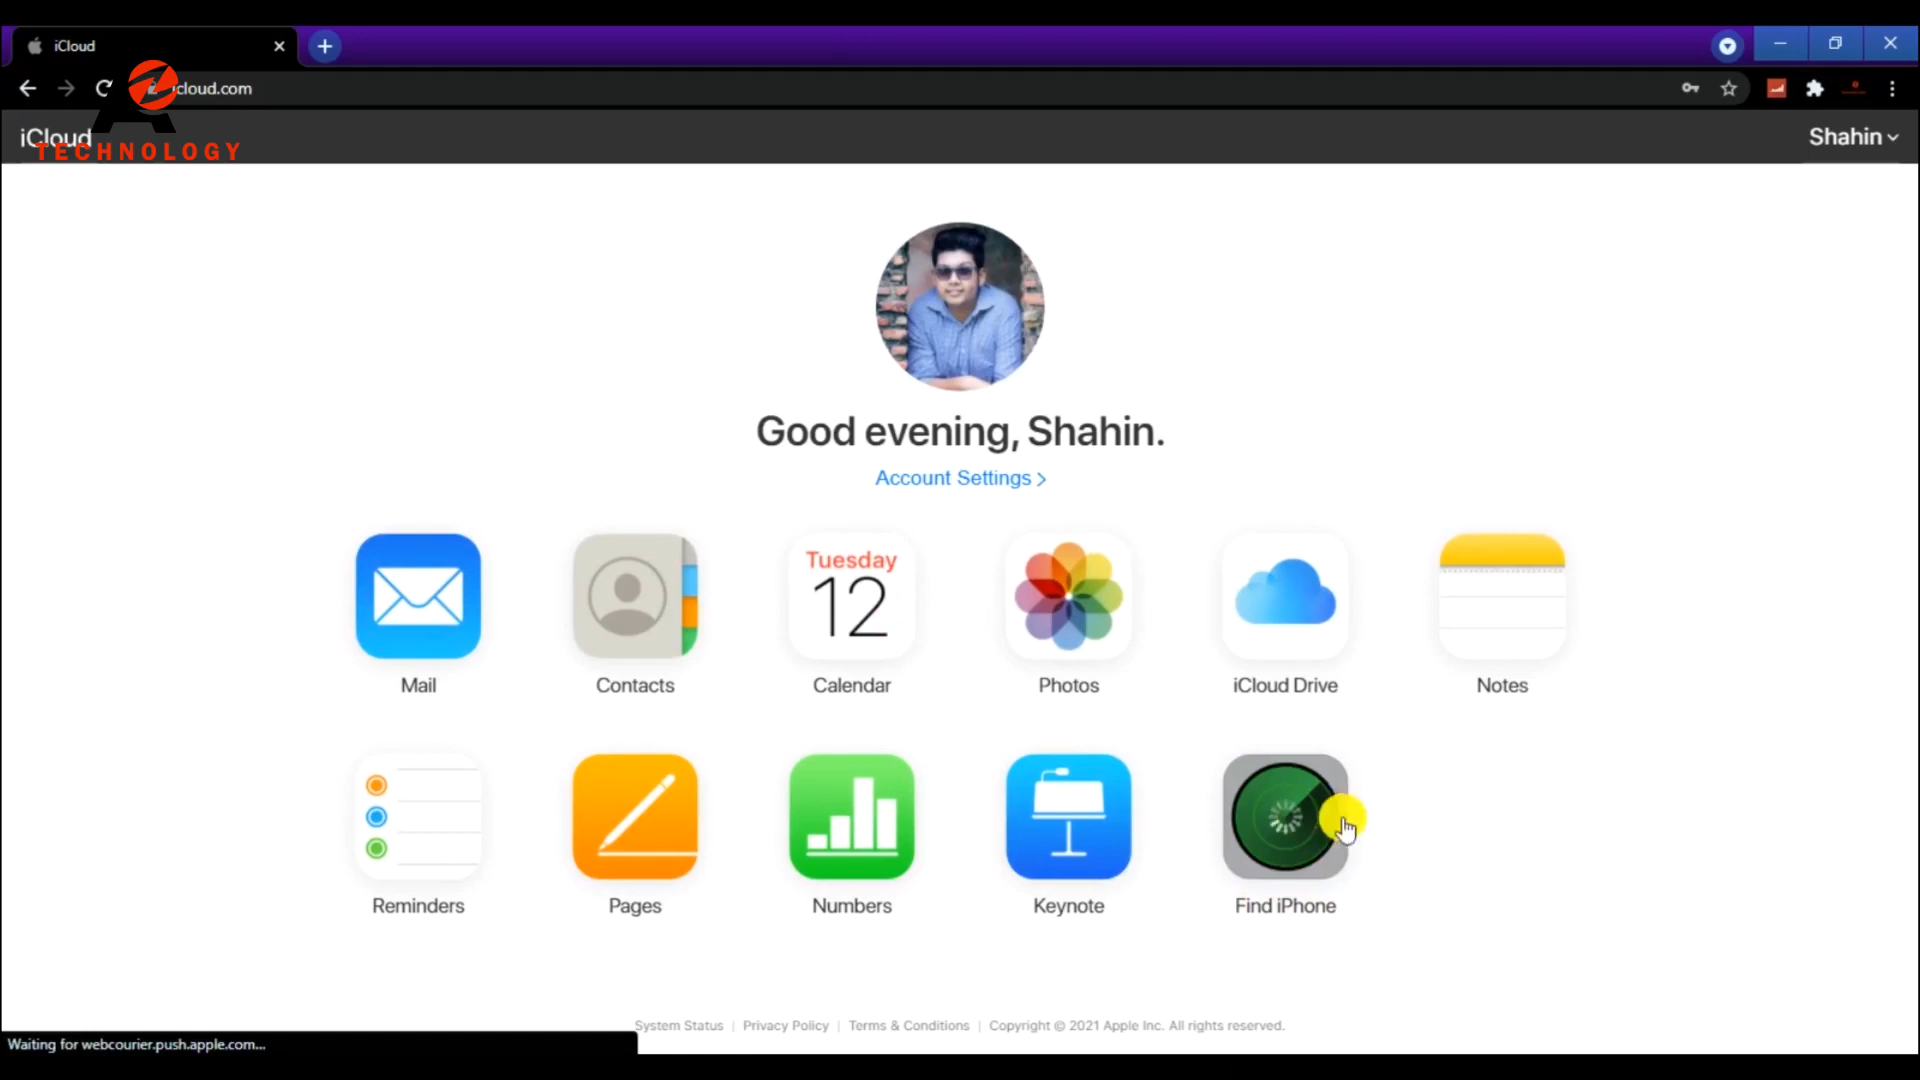 iCloud
icloud.com
iCloud
TECHNOLOGY
Shahin
Good evening, Shahin.
Account Settings >
Tuesday
12
Mail
Contacts
Calendar
Photos
iCloud Drive
Notes
Reminders
Pages
Numbers
Keynote
Find iPhone
System Status | Privacy Policy | Terms & Conditions | Copyright © 2021 Apple Inc. All rights reserved.
Waiting for webcourier.push.apple.com...